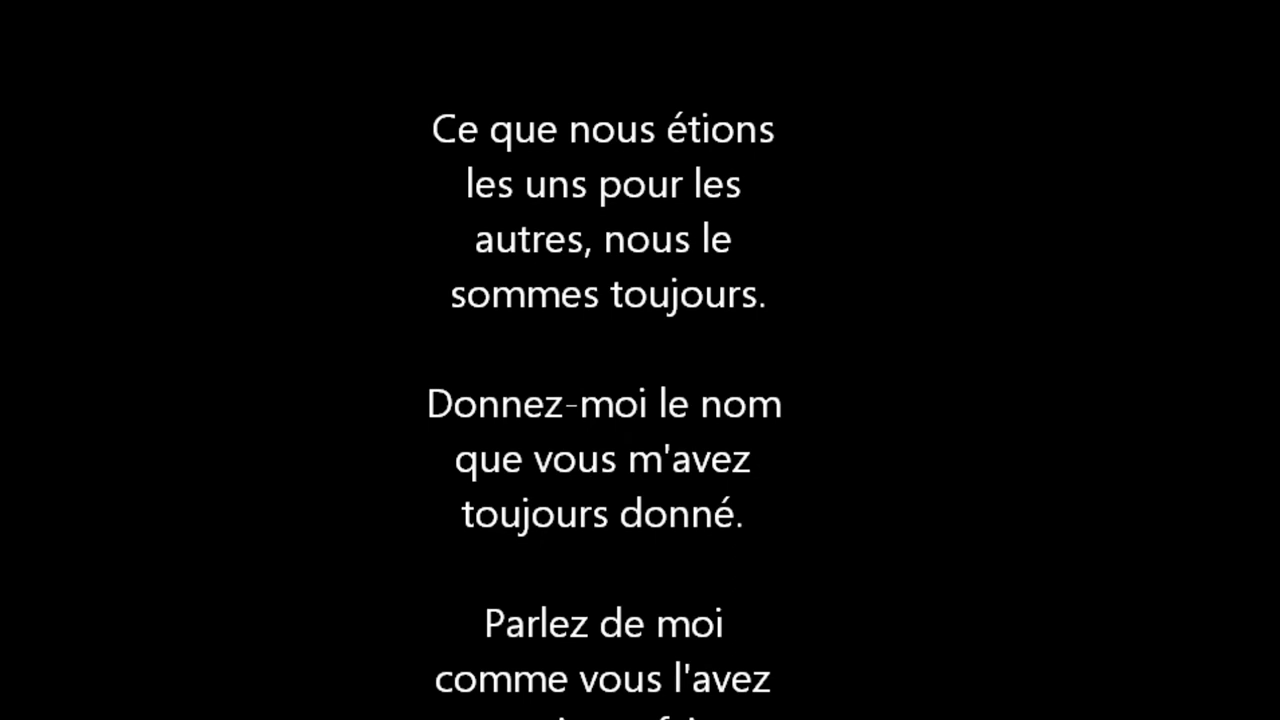 Ce que nous étions
les uns pour les
autres, nous le
sommes toujours.
Donnez-moi le nom
que vous m'avez
toujours donné.
Parlez de moi
comme vous l'avez